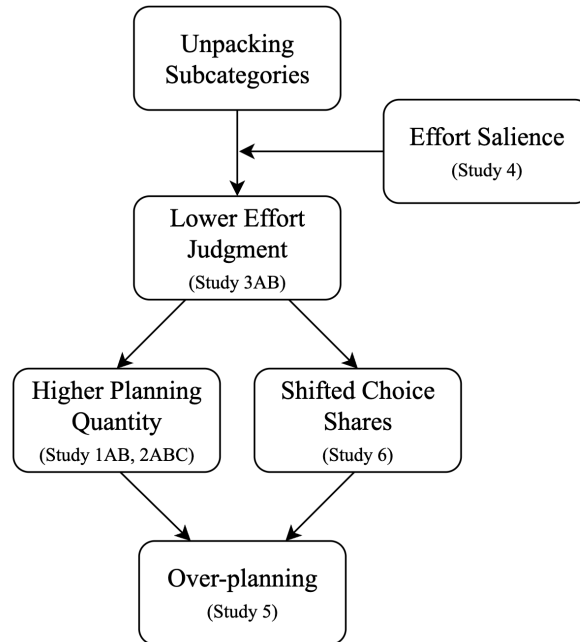 Unpacking
Subcategories
Effort Salience
(Study 4)
Lower Effort
Judgment
(Study 3AB)
Higher Planning
Quantity
(Study 1AB, 2ABC)
Shifted Choice
Shares
(Study 6)
Over-planning
(Study 5)